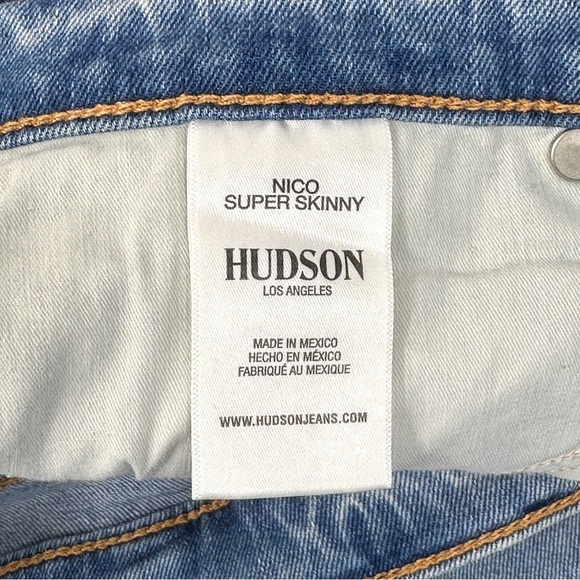 NICO
SUPER SKINNY
HUDSON
LOS ANGELES
MADE IN MEXICO
HECHO EN MÉXICO
FABRIQUÉ AU MEXIQUE
WWW.HUDSONJEANS.COM